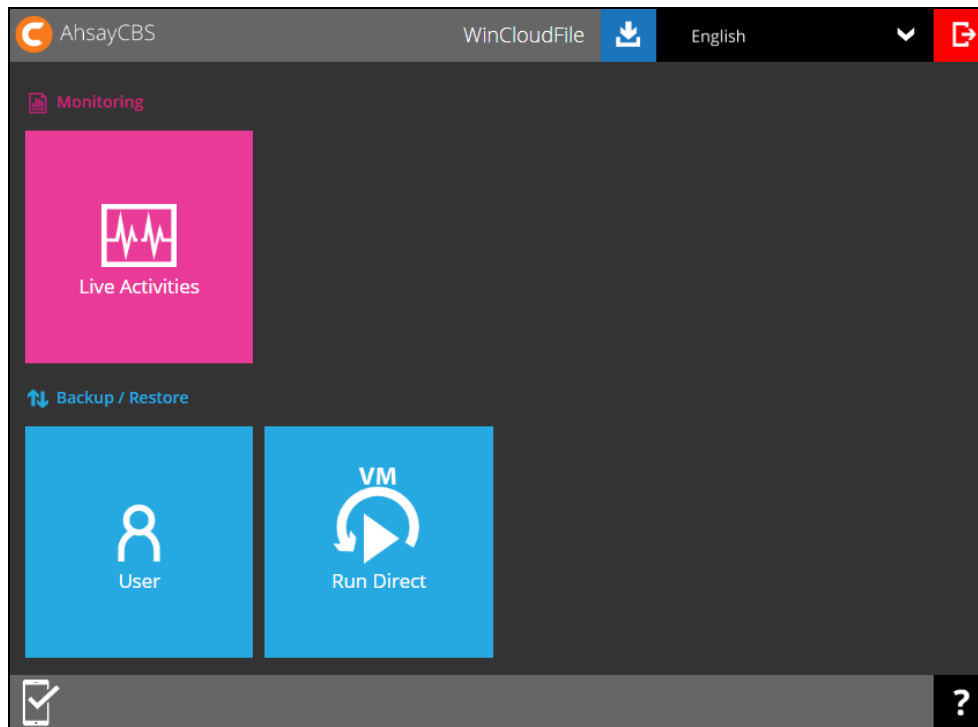 AhsayCBS
WinCloudFile
English
Monitoring
Live Activities
Backup / Restore
User
VM
Run Direct
?